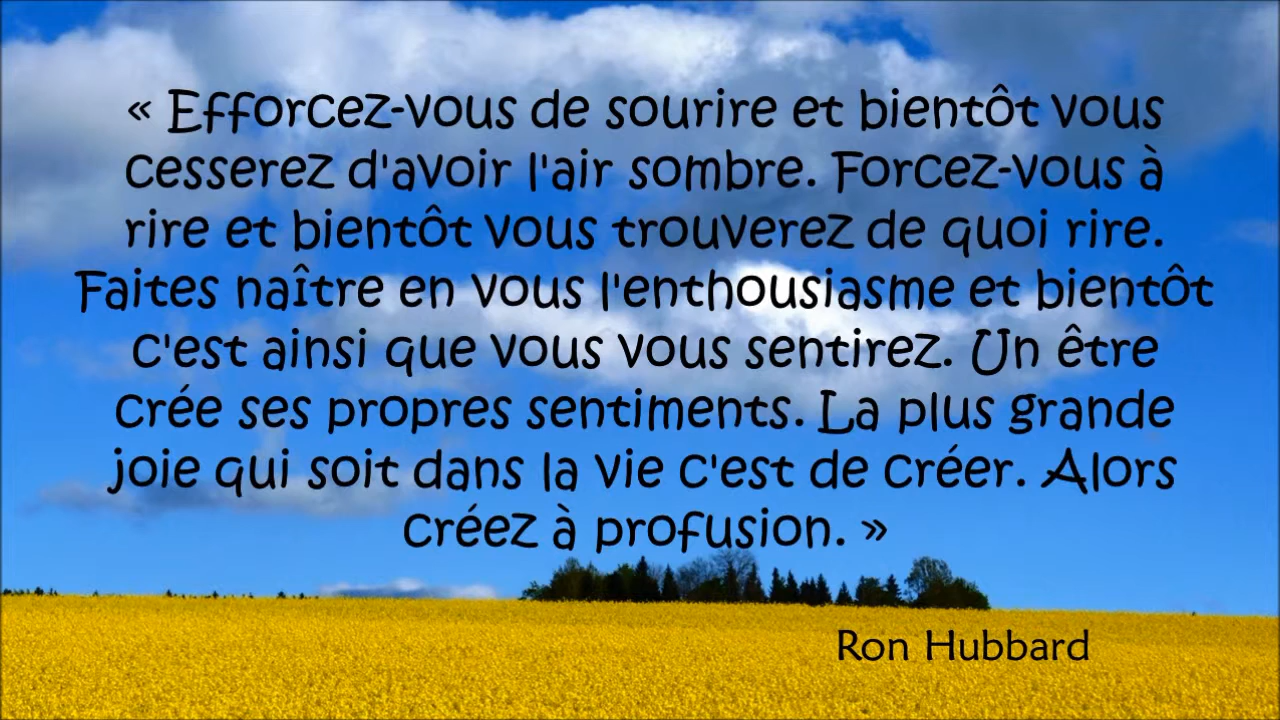 « Efforcez-vous de sourire et bientôt vous
cesserez d'avoir l'air sombre. Forcez-vous à
rire et bientôt vous trouverez de quoi rire.
Faites naître en vous l'enthousiasme et bientôt
c'est ainsi que vous vous sentirez. Un être
crée ses propres sentiments. La plus grande
joie qui soit dans la vie c'est de créer. Alors
créez à profusion. »
Ron Hubbard